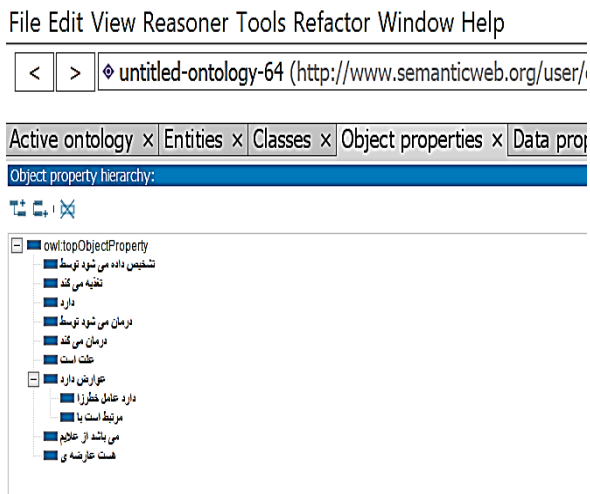 File Edit View Reasoner Tools Refactor Window Help
< > untitled-ontology-64 (http://www.semanticweb.org/user/
Active ontology × Entities × Classes × Object properties × Data prop
Object property hierarchy:
owl:topObjectProperty
تشخیص داده می شود توسط
تغذیه می کند
دارد
درمان می شود توسط
درمان می کند
علت است
عوارض دارد
دارد عامل خطرزا
مرتبط است با
می باشد از علایم
هست عارضه ی